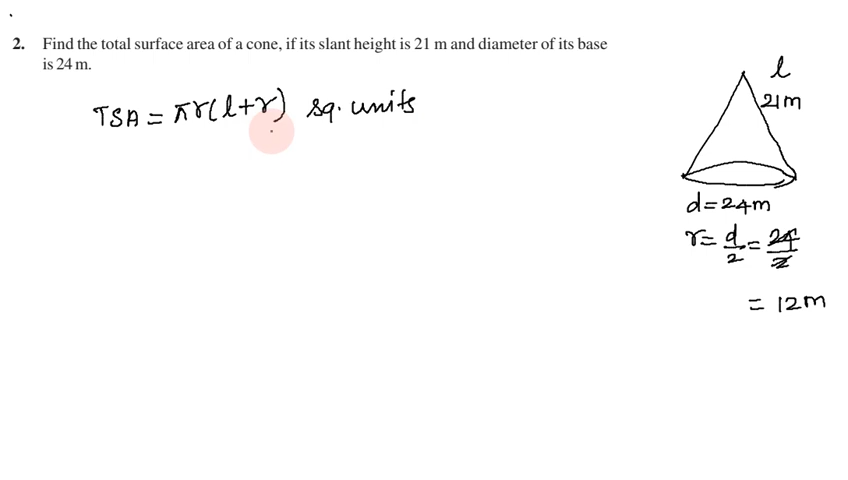 2. Find the total surface area of a cone, if its slant height is 21 m and diameter of its base
is 24 m.
TSA = πr(l+r) sq. units
l
21m
d=24m
r= d/2 = 24/2
= 12m